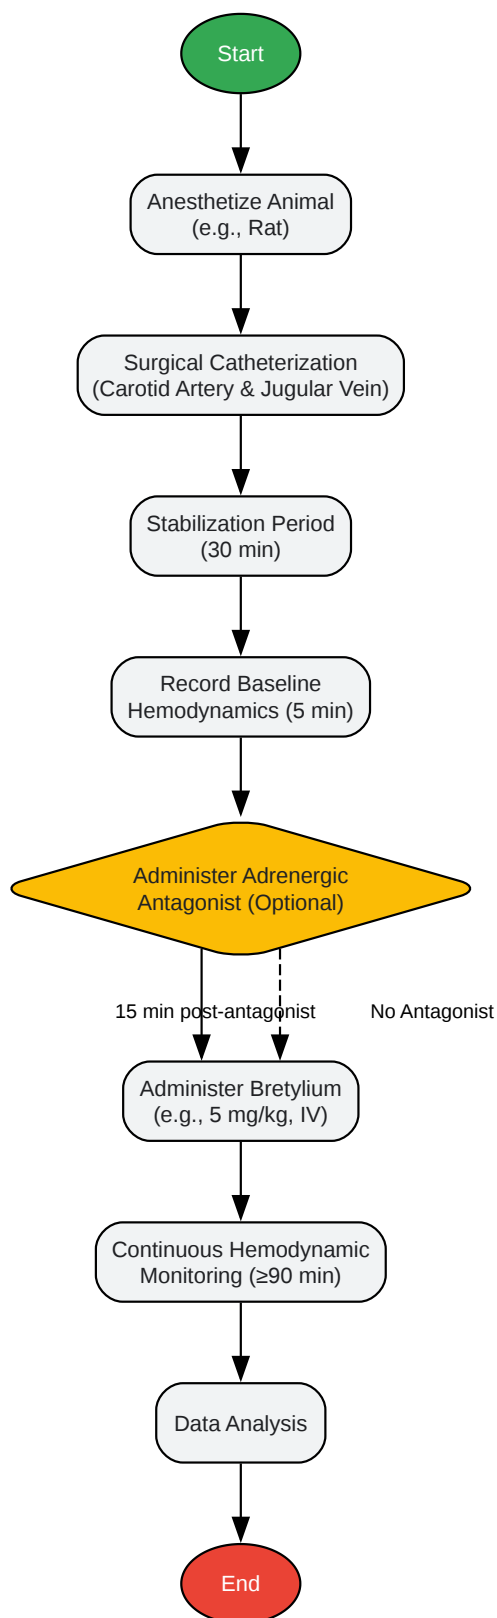 Start
Anesthetize Animal
(e.g., Rat)
Surgical Catheterization
(Carotid Artery & Jugular Vein)
Stabilization Period
(30 min)
Record Baseline
Hemodynamics (5 min)
Administer Adrenergic
Antagonist (Optional)
15 min post-antagonist
No Antagonist
Administer Bretylium
(e.g., 5 mg/kg, IV)
Continuous Hemodynamic
Monitoring (≥90 min)
Data Analysis
End